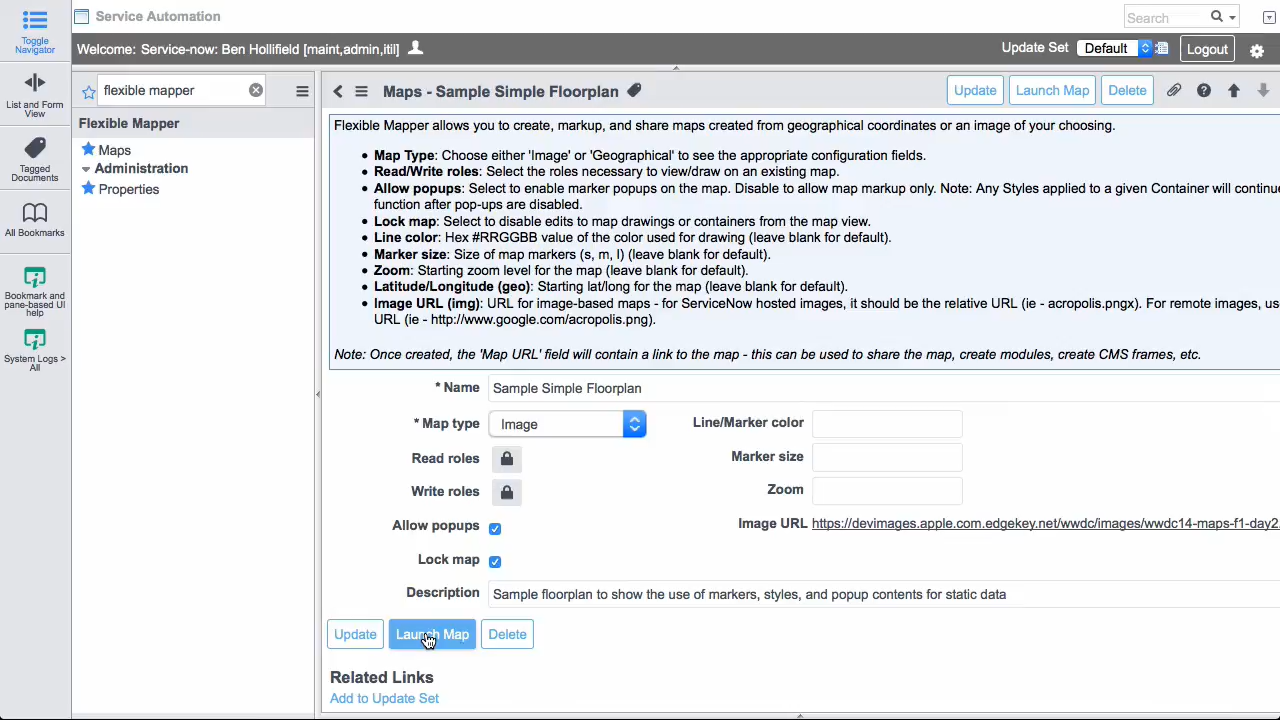 Toggle
Navigator
List and Form
View
Tagged
Documents
All Bookmarks
Bookmark and
pane-based UI
help
System Logs >
All
Service Automation
Search
Welcome: Service-now: Ben Hollifield [maint,admin,itil]
Update Set
Default
Logout
flexible mapper
Flexible Mapper
Maps
Administration
Properties
Maps - Sample Simple Floorplan
Update
Launch Map
Delete
Flexible Mapper allows you to create, markup, and share maps created from geographical coordinates or an image of your choosing.
• Map Type: Choose either 'Image' or 'Geographical' to see the appropriate configuration fields.
• Read/Write roles: Select the roles necessary to view/draw on an existing map.
• Allow popups: Select to enable marker popups on the map. Disable to allow map markup only. Note: Any Styles applied to a given Container will continue
function after pop-ups are disabled.
• Lock map: Select to disable edits to map drawings or containers from the map view.
• Line color: Hex #RRGGBB value of the color used for drawing (leave blank for default).
• Marker size: Size of map markers (s, m, l) (leave blank for default).
• Zoom: Starting zoom level for the map (leave blank for default).
• Latitude/Longitude (geo): Starting lat/long for the map (leave blank for default).
• Image URL (img): URL for image-based maps - for ServiceNow hosted images, it should be the relative URL (ie - acropolis.pngx). For remote images, us
URL (ie - http://www.google.com/acropolis.png).
Note: Once created, the 'Map URL' field will contain a link to the map - this can be used to share the map, create modules, create CMS frames, etc.
* Name
Sample Simple Floorplan
* Map type
Image
Line/Marker color
Read roles
Marker size
Write roles
Zoom
Allow popups
Image URL
https://devimages.apple.com.edgekey.net/wwdc/images/wwdc14-maps-f1-day2.
Lock map
Description
Sample floorplan to show the use of markers, styles, and popup contents for static data
Update
Launch Map
Delete
Related Links
Add to Update Set